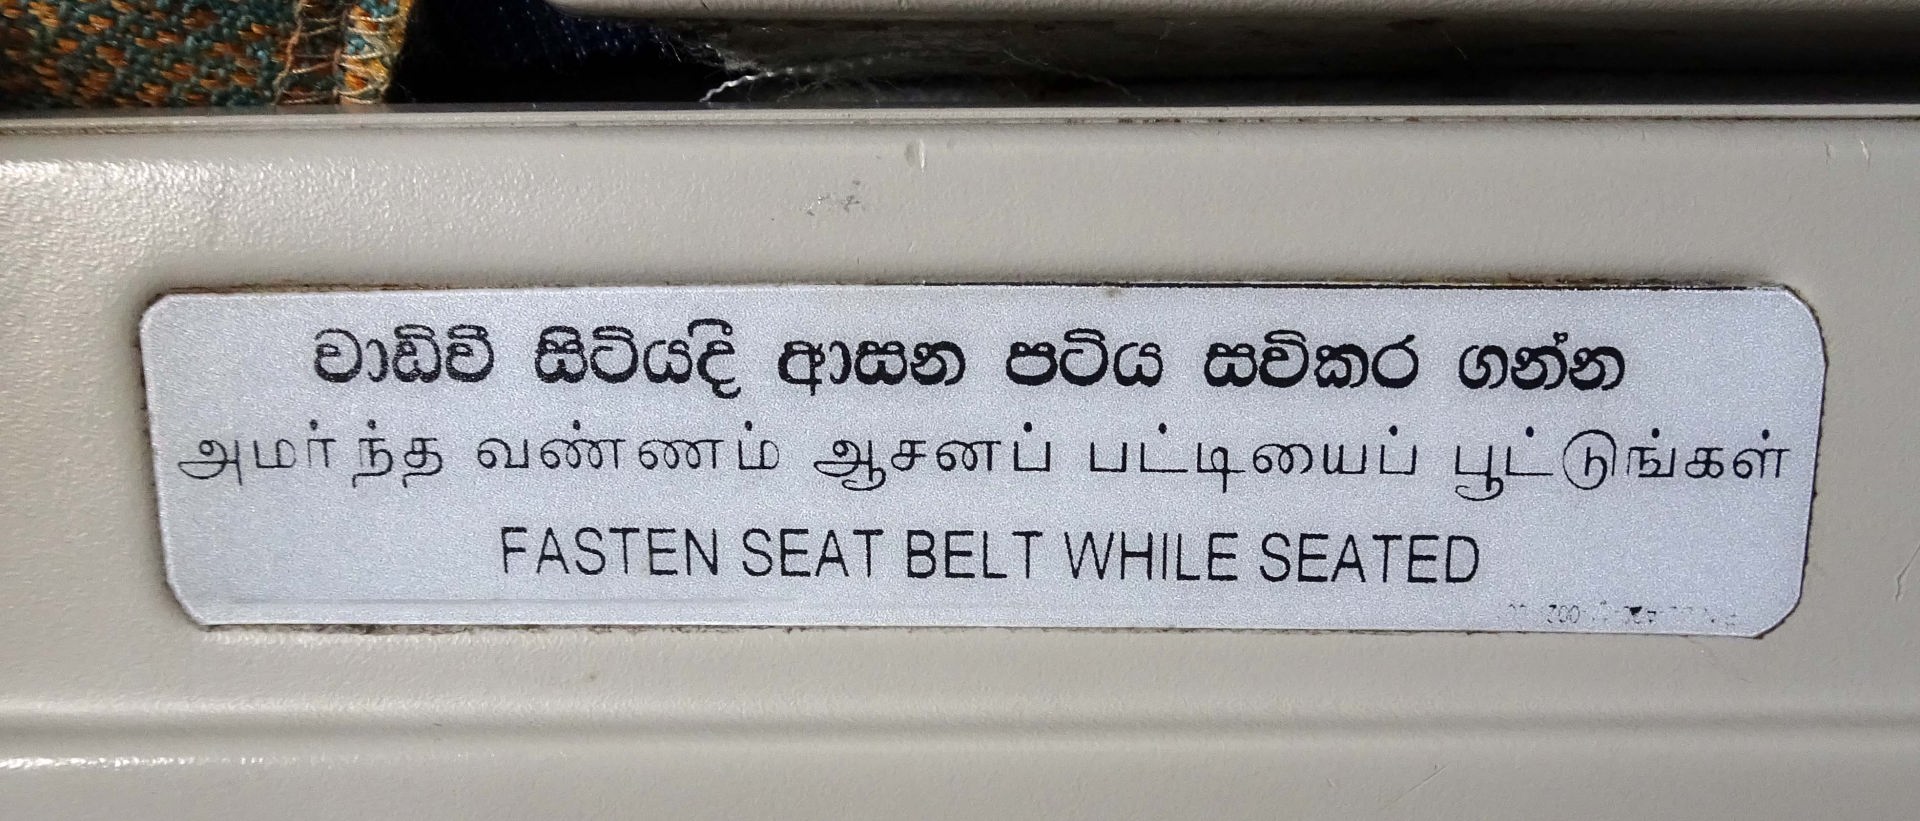 වාඩිවී සිටියදී ආසන පටිය සවිකර ගන්න
அமர்ந்த வண்ணம் ஆசனப் பட்டியைப் பூட்டுங்கள்
FASTEN SEAT BELT WHILE SEATED